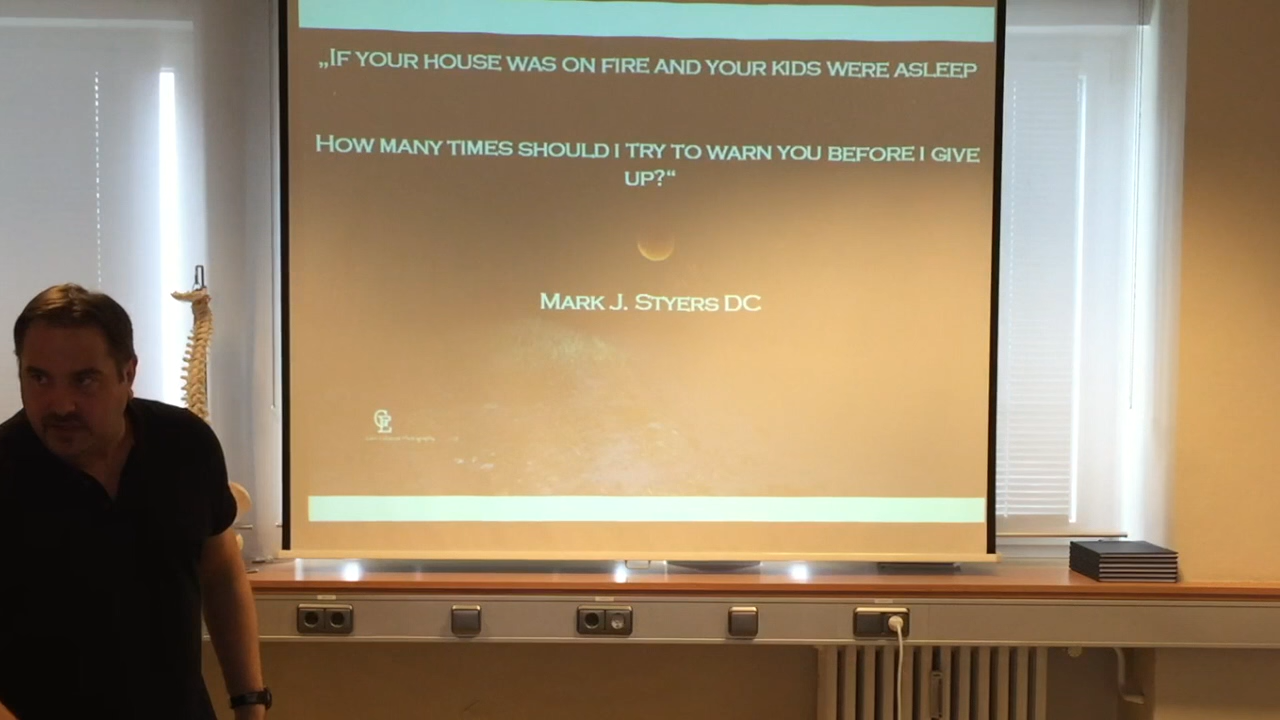 „If your house was on fire and your kids were asleep
How many times should I try to warn you before I give
up?“
Mark J. Styers DC